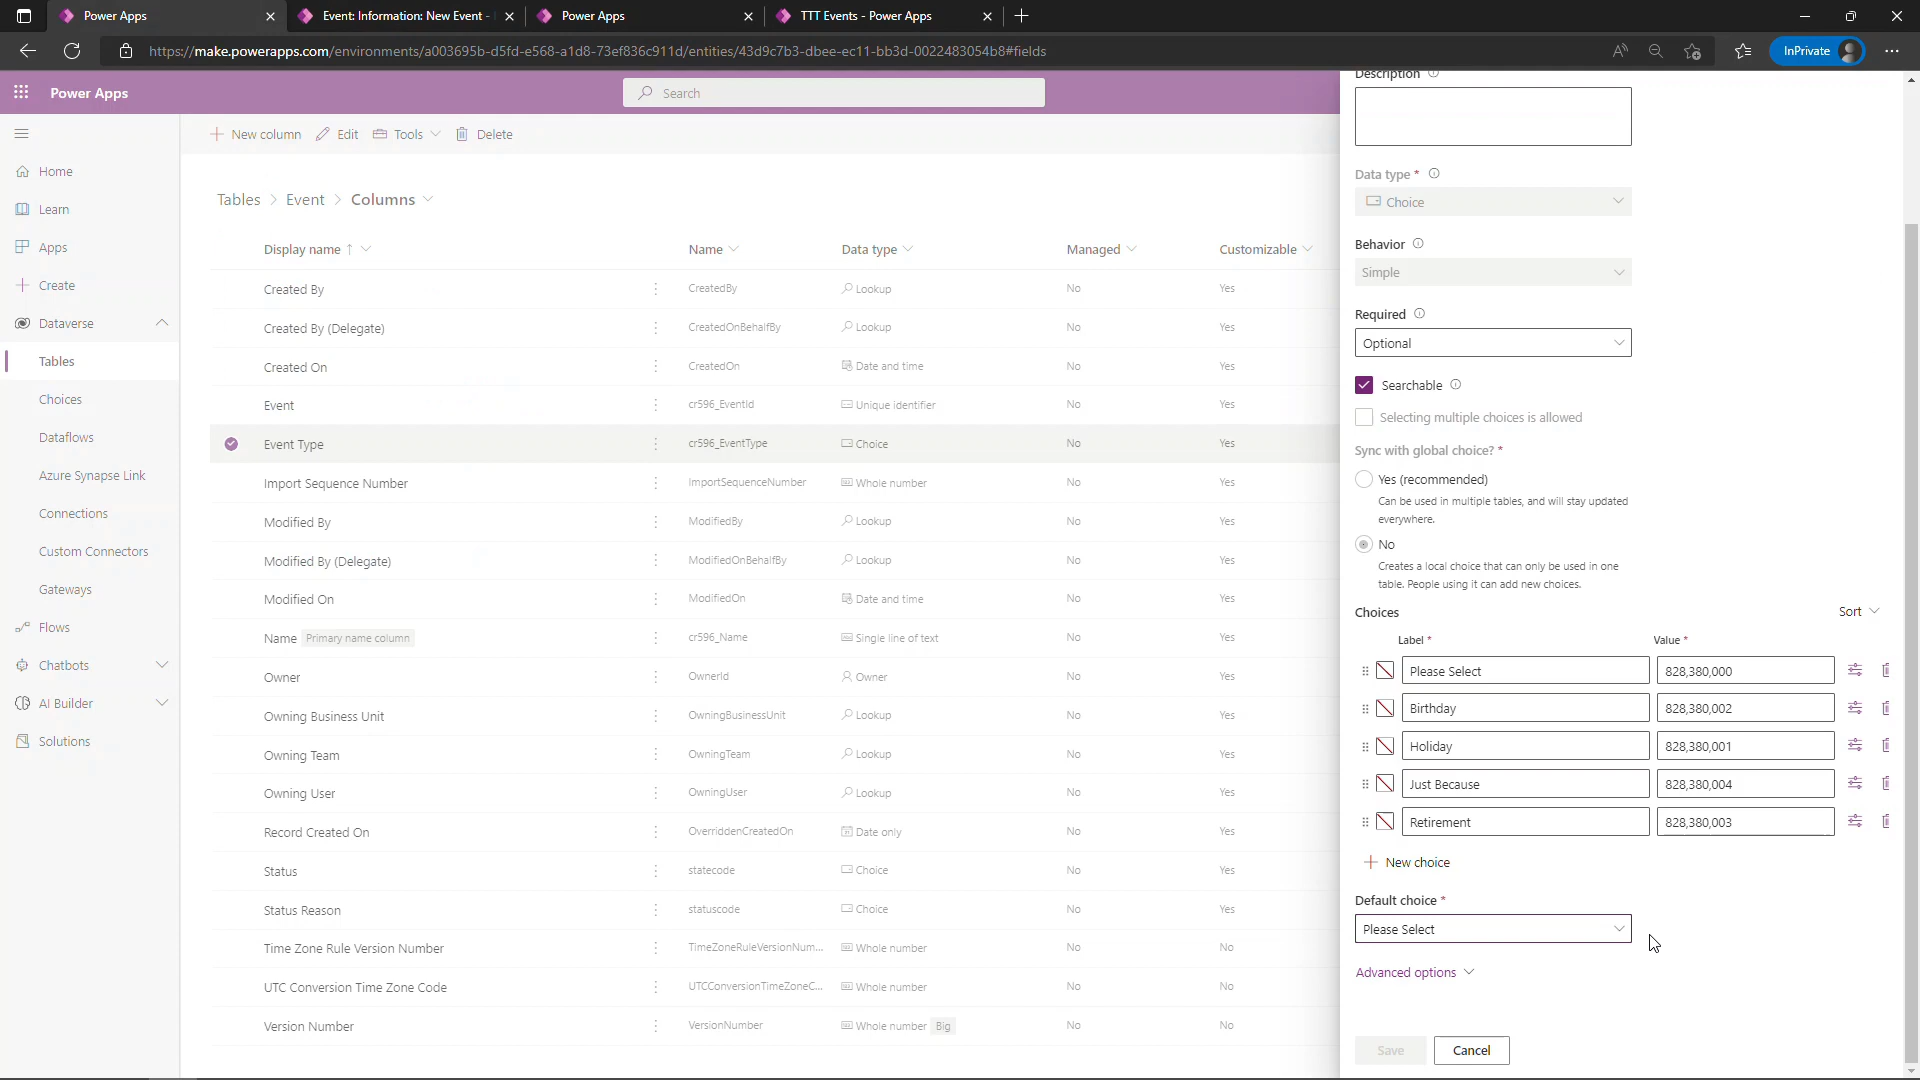 Power Apps
Event: Information: New Event -
Power Apps
TTT Events - Power Apps
https://make.powerapps.com/environments/a003695b-d5fd-e568-a1d8-73ef836c911d/entities/43d9c7b3-dbee-ec11-bb3d-0022483054b8#fields
InPrivate
Power Apps
Search
New column
Edit
Tools
Delete
Home
Learn
Apps
Create
Dataverse
Tables
Choices
Dataflows
Azure Synapse Link
Connections
Custom Connectors
Gateways
Flows
Chatbots
AI Builder
Solutions
Tables > Event > Columns
Display name ↑ Name Data type Managed Customizable
Created By CreatedBy Lookup No Yes
Created By (Delegate) CreatedOnBehalfBy Lookup No Yes
Created On CreatedOn Date and time No Yes
Event cr596_EventId Unique identifier No Yes
Event Type cr596_EventType Choice No Yes
Import Sequence Number ImportSequenceNumber Whole number No Yes
Modified By ModifiedBy Lookup No Yes
Modified By (Delegate) ModifiedOnBehalfBy Lookup No Yes
Modified On ModifiedOn Date and time No Yes
Name Primary name column cr596_Name Single line of text No Yes
Owner OwnerId Owner No Yes
Owning Business Unit OwningBusinessUnit Lookup No Yes
Owning Team OwningTeam Lookup No Yes
Owning User OwningUser Lookup No Yes
Record Created On OverriddenCreatedOn Date only No Yes
Status statecode Choice No Yes
Status Reason statuscode Choice No Yes
Time Zone Rule Version Number TimeZoneRuleVersionNum... Whole number No No
UTC Conversion Time Zone Code UTCConversionTimeZoneC... Whole number No No
Version Number VersionNumber Whole number Big No No
Description
Data type *
Choice
Behavior
Simple
Required
Optional
Searchable
Selecting multiple choices is allowed
Sync with global choice? *
Yes (recommended)
Can be used in multiple tables, and will stay updated
everywhere.
No
Creates a local choice that can only be used in one
table. People using it can add new choices.
Choices Sort
Label * Value *
Please Select 828,380,000
Birthday 828,380,002
Holiday 828,380,001
Just Because 828,380,004
Retirement 828,380,003
New choice
Default choice *
Please Select
Advanced options
Save Cancel